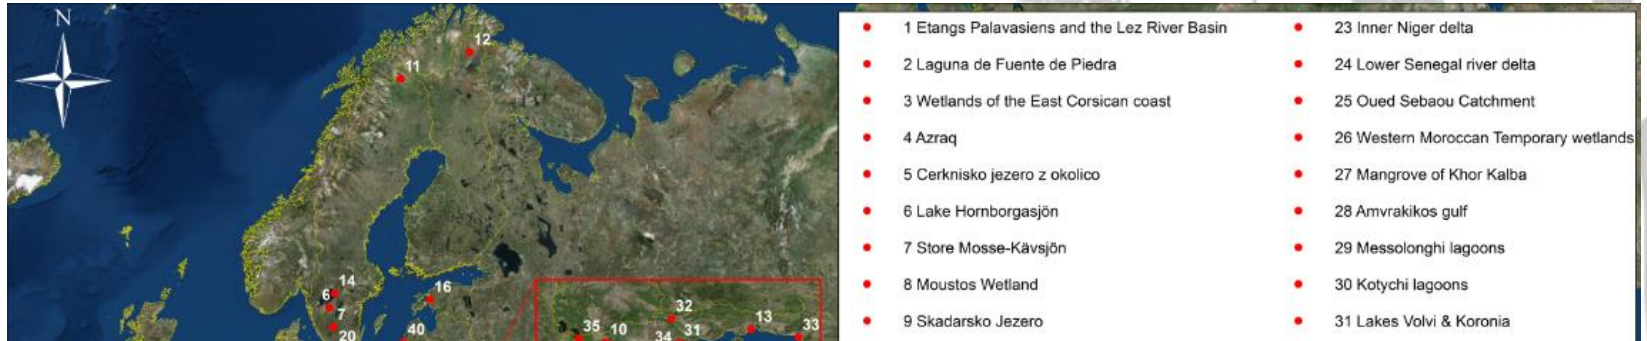 N
12
11
14
6
7
20
16
40
32
13
33
35
10
34
31
1 Etangs Palavasiens and the Lez River Basin
2 Laguna de Fuente de Piedra
3 Wetlands of the East Corsican coast
4 Azraq
5 Cerknisko jezero z okolico
6 Lake Hornborgasjön
7 Store Mosse-Kävsjön
8 Moustos Wetland
9 Skadarsko Jezero
23 Inner Niger delta
24 Lower Senegal river delta
25 Oued Sebaou Catchment
26 Western Moroccan Temporary wetlands
27 Mangrove of Khor Kalba
28 Amvrakikos gulf
29 Messolonghi lagoons
30 Kotychi lagoons
31 Lakes Volvi & Koronia